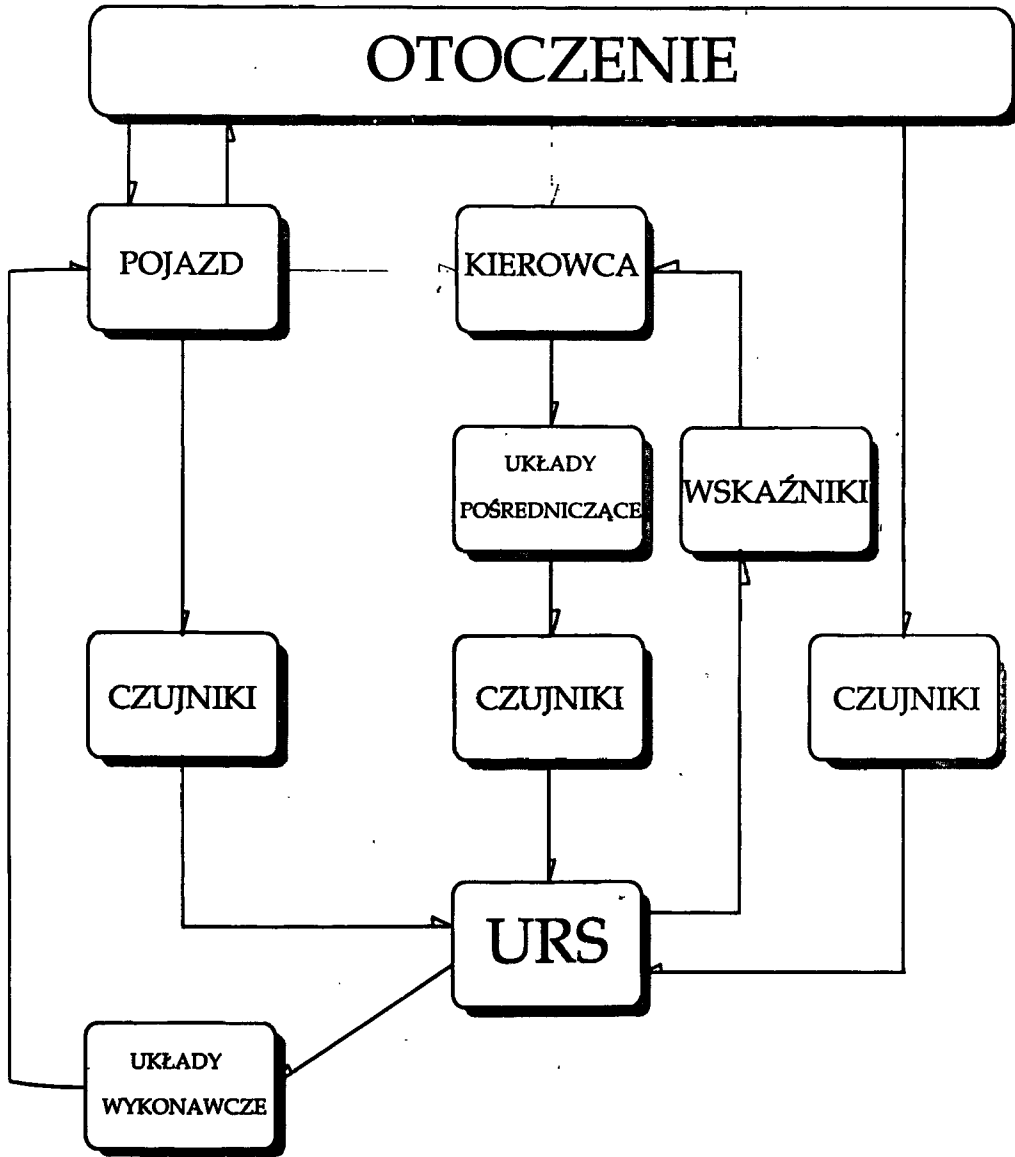 OTOCZENIE
POJAZD
KIEROWCA
UKŁADY
POŚREDNICZĄCE
WSKAŹNIKI
CZUJNIKI
CZUJNIKI
CZUJNIKI
URS
UKŁADY
WYKONAWCZE